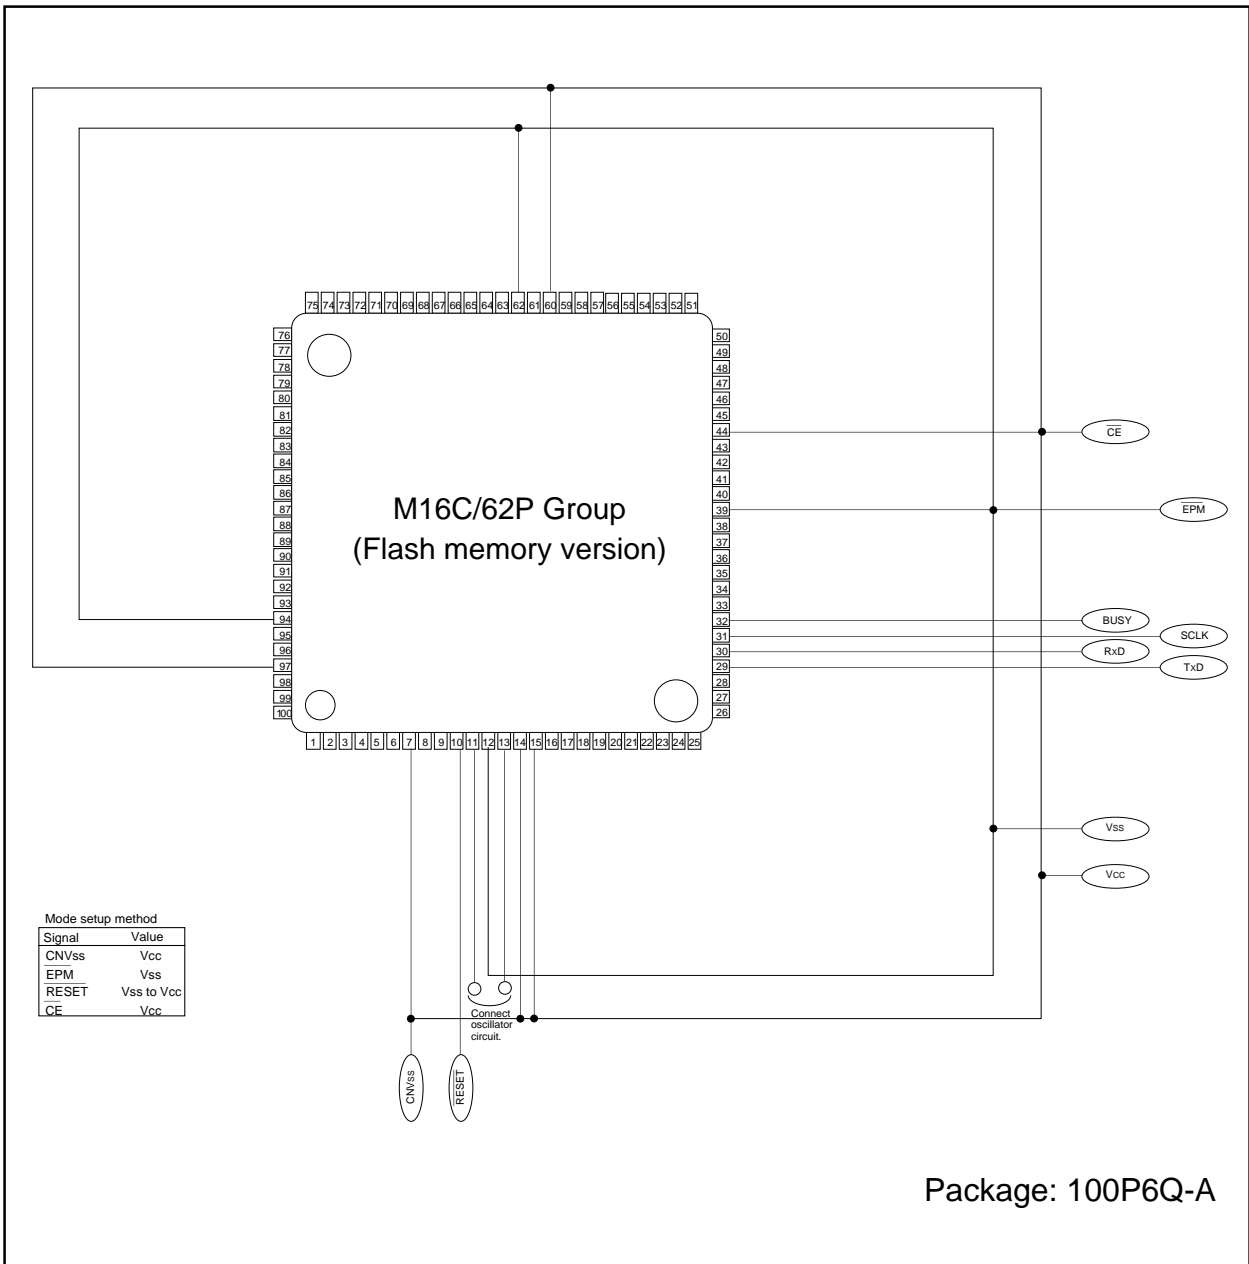 75 74 73 72 71 70 69 68 67 66 65 64 63 62 61 60 59 58 57 56 55 54 53 52 51
76
77
78
79
80
81
82
83
84
85
86
87
88
89
90
91
92
93
94
95
96
97
98
99
100
M16C/62P Group
(Flash memory version)
50
49
48
47
46
45
44
43
42
41
40
39
38
37
36
35
34
33
32
31
30
29
28
27
26
CE
EPM
BUSY
SCLK
RxD
TxD
1 2 3 4 5 6 7 8 9 10 11 12 13 14 15 16 17 18 19 20 21 22 23 24 25
Vss
Vcc
Mode setup method
Signal Value
CNVss Vcc
EPM Vss
RESET Vss to Vcc
CE Vcc
Connect
oscillator
circuit.
CNVss
RESET
Package: 100P6Q-A